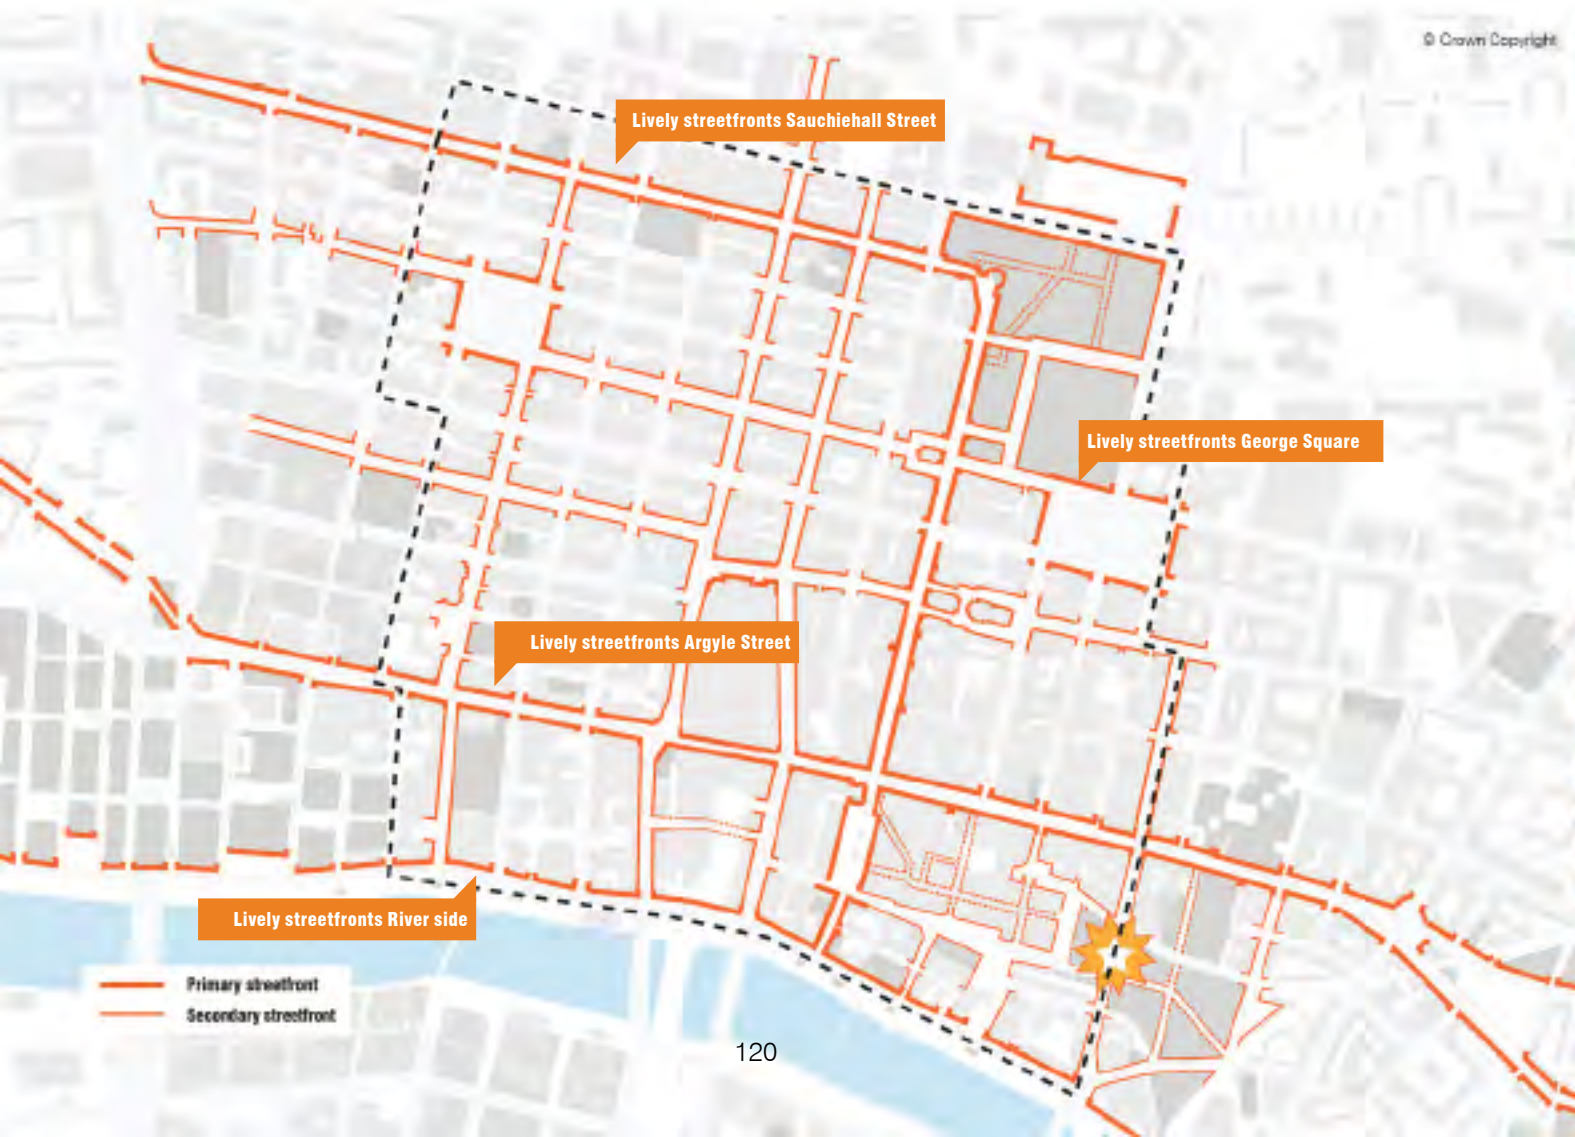 © Crown Copyright
Lively streetfronts Sauchiehall Street
Lively streetfronts George Square
Lively streetfronts Argyle Street
Lively streetfronts River side
Primary streetfront
Secondary streetfront
120